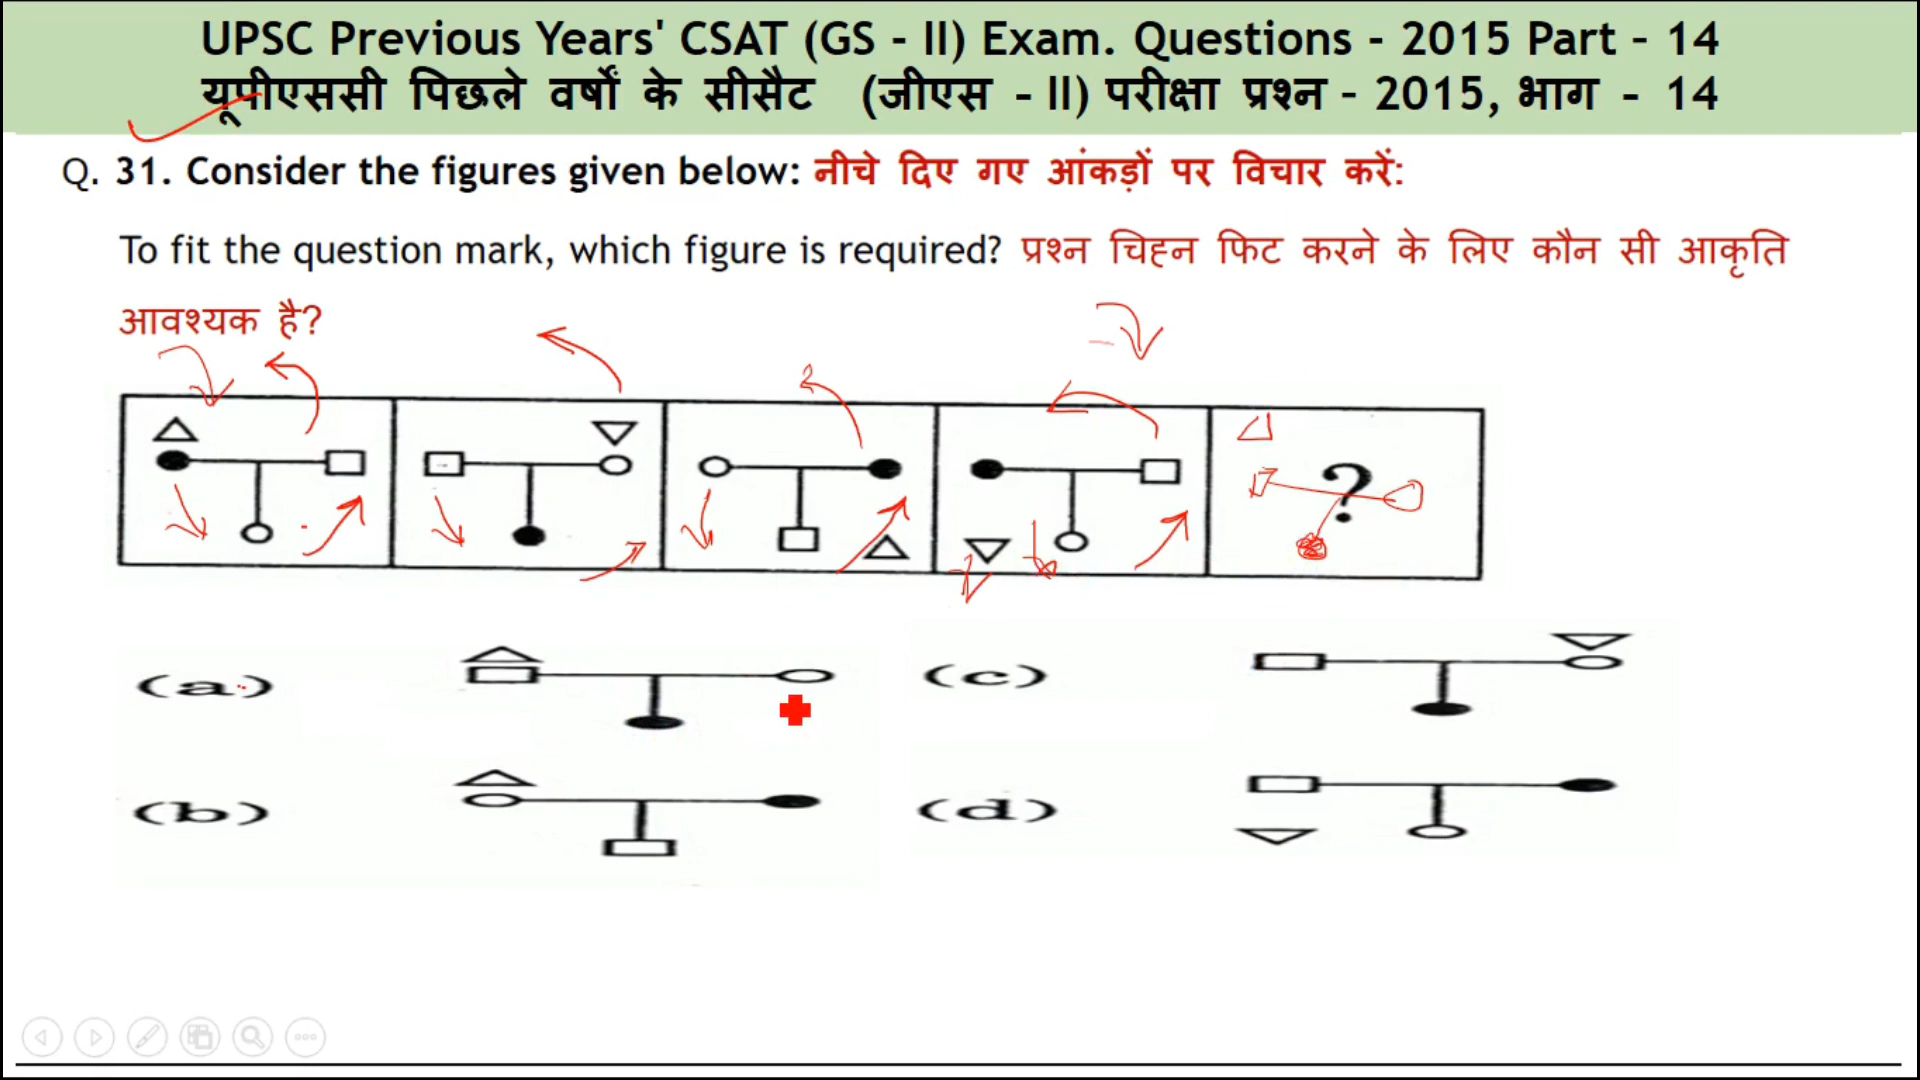 UPSC Previous Years' CSAT (GS - II) Exam. Questions - 2015 Part - 14
यूपीएससी पिछले वर्षों के सीसैट (जीएस - II) परीक्षा प्रश्न - 2015, भाग - 14
Q. 31. Consider the figures given below: नीचे दिए गए आंकड़ों पर विचार करें:
To fit the question mark, which figure is required? प्रश्न चिह्न फिट करने के लिए कौन सी आकृति
आवश्यक है?
?
(a) (c)
(b) (d)